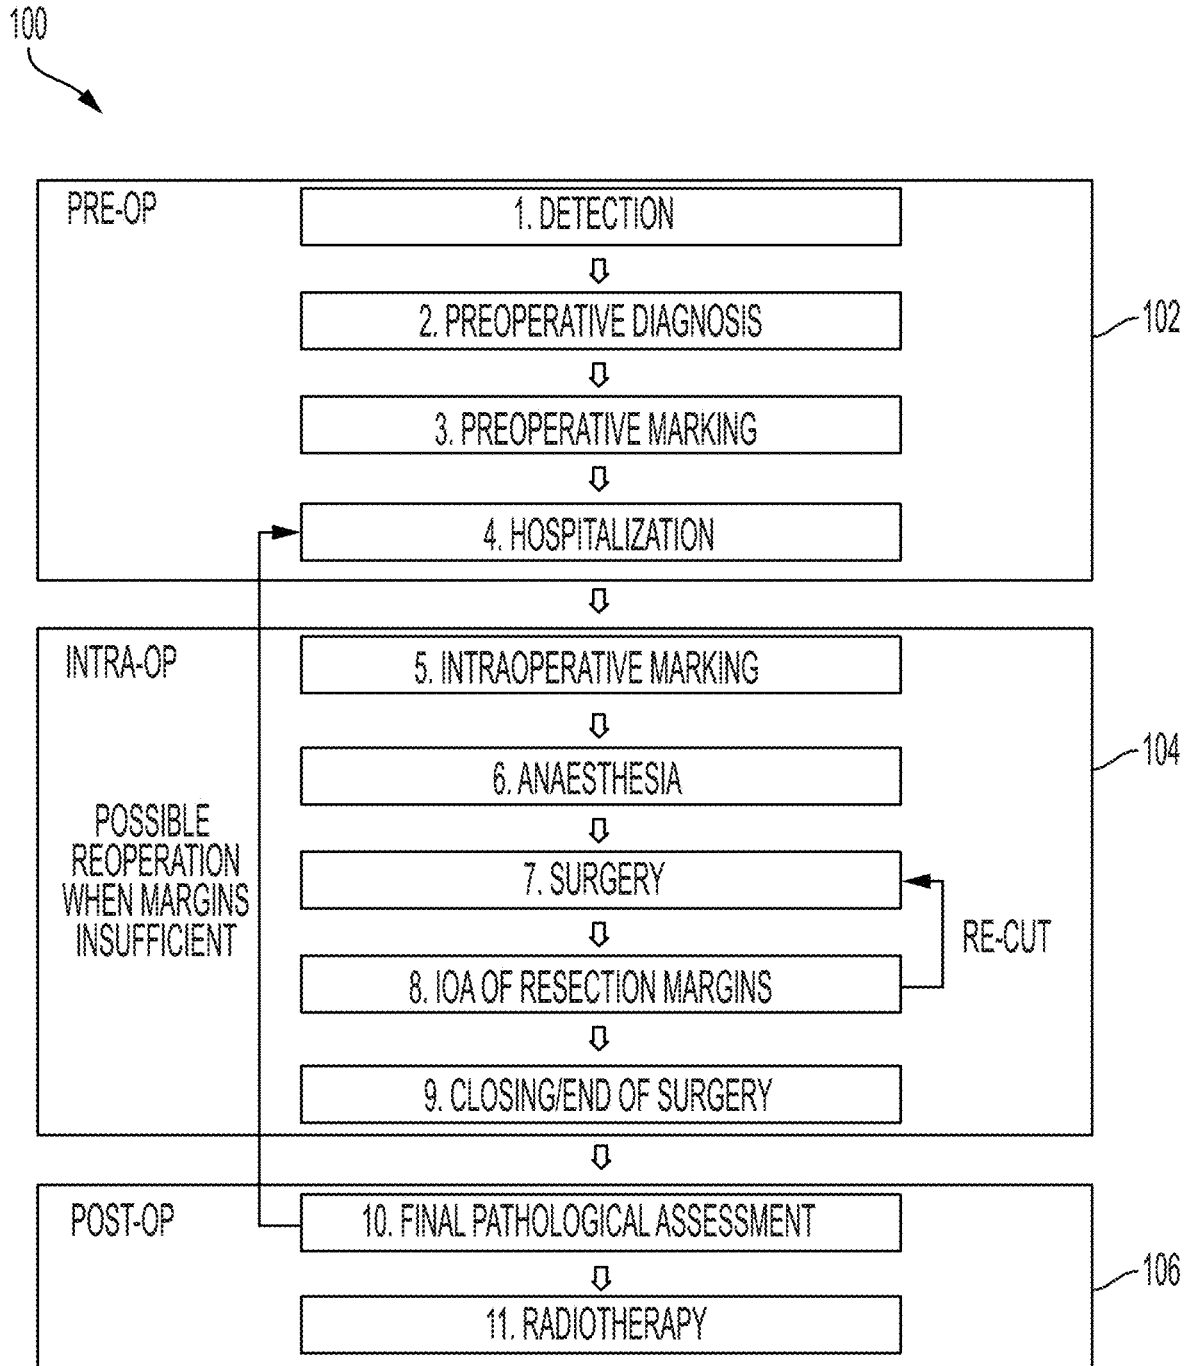 100
PRE-OP
1. DETECTION
2. PREOPERATIVE DIAGNOSIS
102
3. PREOPERATIVE MARKING
4. HOSPITALIZATION
INTRA-OP
5. INTRAOPERATIVE MARKING
104
6. ANAESTHESIA
POSSIBLE
REOPERATION
WHEN MARGINS
INSUFFICIENT
7. SURGERY
RE-CUT
8. IOA OF RESECTION MARGINS
9. CLOSING/END OF SURGERY
POST-OP
10. FINAL PATHOLOGICAL ASSESSMENT
106
11. RADIOTHERAPY